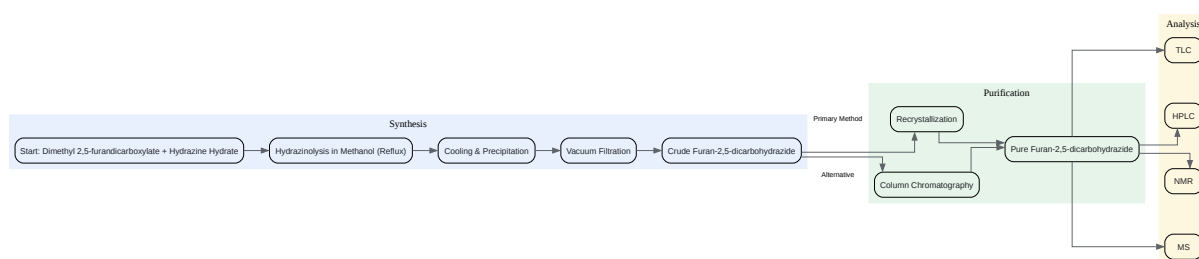 Synthesis
Start: Dimethyl 2,5-furandicarboxylate + Hydrazine Hydrate
Hydrazinolysis in Methanol (Reflux)
Cooling & Precipitation
Vacuum Filtration
Crude Furan-2,5-dicarbohydrazide
Primary Method
Alternative
Purification
Recrystallization
Column Chromatography
Pure Furan-2,5-dicarbohydrazide
Analysis
TLC
HPLC
NMR
MS